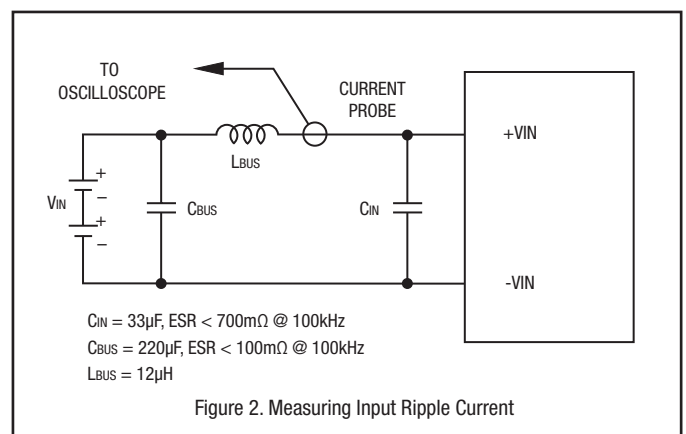 TO
OSCILLOSCOPE
CURRENT
PROBE
+VIN
LBUS
VIN
+
−
+
−
CBUS
CIN
-VIN
CIN = 33µF, ESR < 700mΩ @ 100kHz
CBUS = 220µF, ESR < 100mΩ @ 100kHz
LBUS = 12µH
Figure 2. Measuring Input Ripple Current